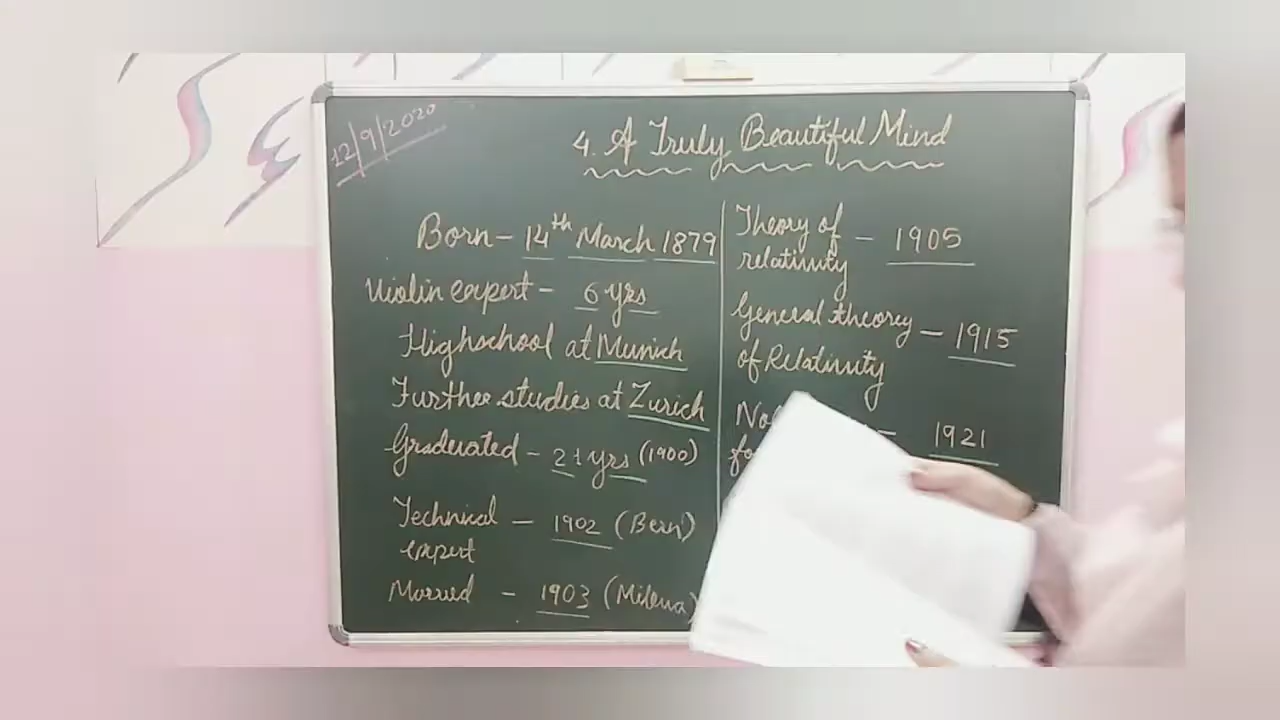 12/9/2020
4. A Truly Beautiful Mind
Born - 14th March 1879
Violin expert - 6 yrs
Highschool at Munich
Further studies at Zurich
Graduated - 21 yrs (1900)
Technical - 1902 (Bern)
expert
Married - 1903 (Milena)
Theory of - 1905
relativity
General theory - 1915
of Relativity
- 1921